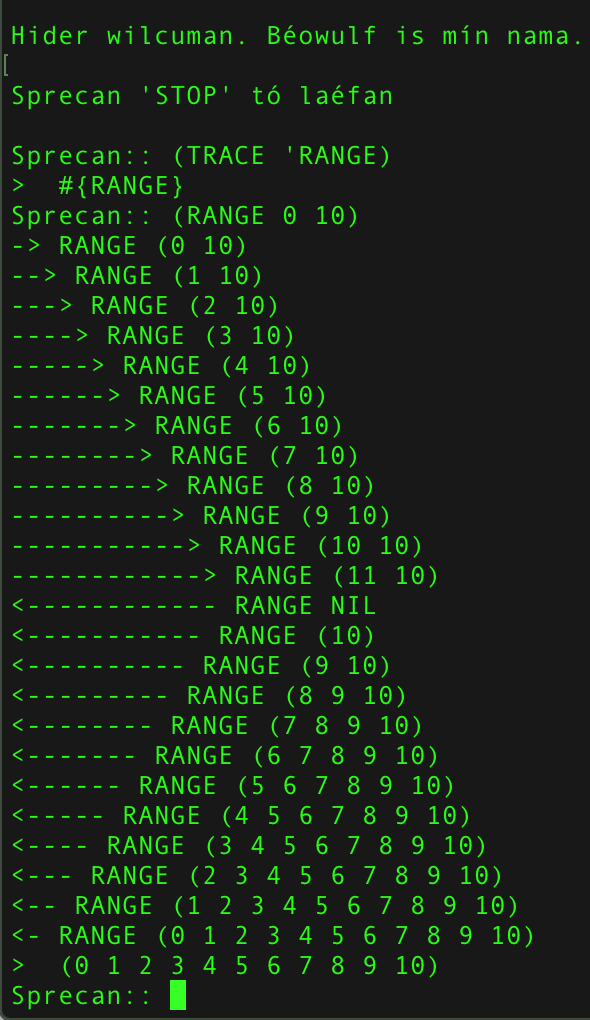 Hider wilcuman. Béowulf is mín nama.
[
Sprecan 'STOP' tó laéfan
Sprecan:: (TRACE 'RANGE)
>  #{RANGE}
Sprecan:: (RANGE 0 10)
-> RANGE (0 10)
--> RANGE (1 10)
---> RANGE (2 10)
----> RANGE (3 10)
-----> RANGE (4 10)
------> RANGE (5 10)
-------> RANGE (6 10)
--------> RANGE (7 10)
---------> RANGE (8 10)
----------> RANGE (9 10)
-----------> RANGE (10 10)
------------> RANGE (11 10)
<------------ RANGE NIL
<----------- RANGE (10)
<---------- RANGE (9 10)
<--------- RANGE (8 9 10)
<-------- RANGE (7 8 9 10)
<------- RANGE (6 7 8 9 10)
<------ RANGE (5 6 7 8 9 10)
<----- RANGE (4 5 6 7 8 9 10)
<---- RANGE (3 4 5 6 7 8 9 10)
<--- RANGE (2 3 4 5 6 7 8 9 10)
<-- RANGE (1 2 3 4 5 6 7 8 9 10)
<- RANGE (0 1 2 3 4 5 6 7 8 9 10)
>  (0 1 2 3 4 5 6 7 8 9 10)
Sprecan::